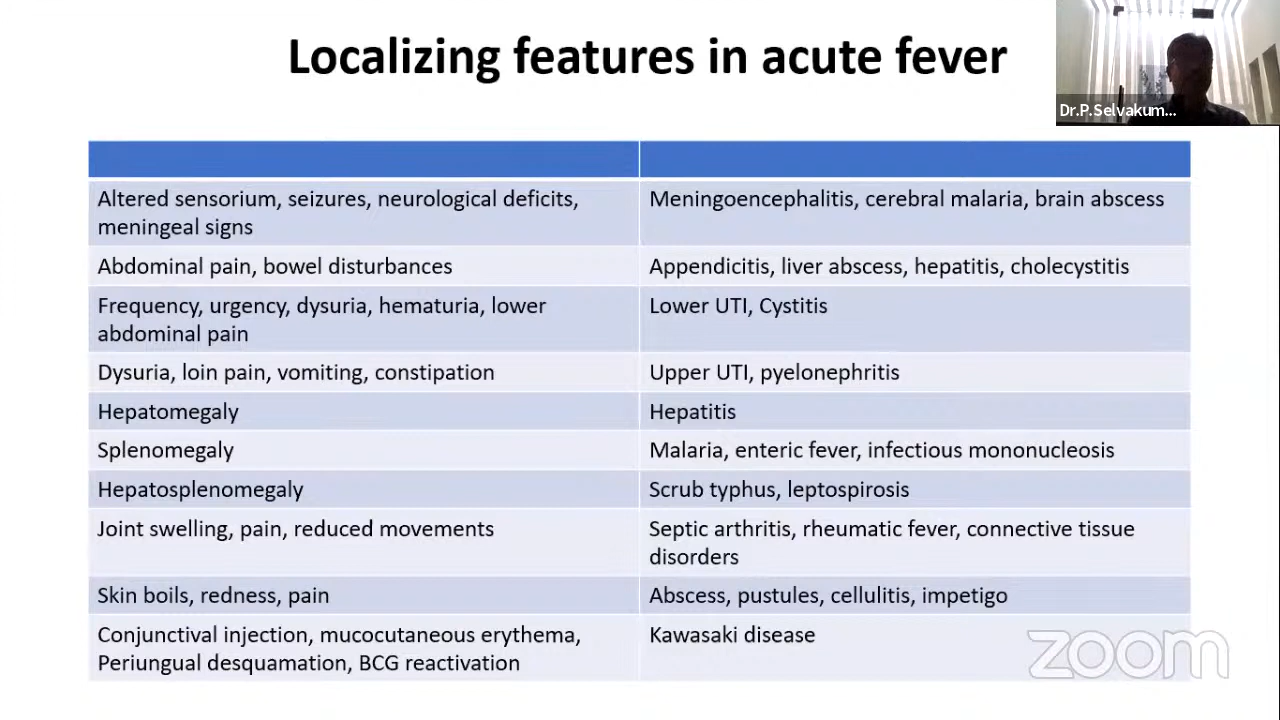 Localizing features in acute fever
Dr.P.Selvakum...
Altered sensorium, seizures, neurological deficits,
meningeal signs
Meningoencephalitis, cerebral malaria, brain abscess
Abdominal pain, bowel disturbances
Appendicitis, liver abscess, hepatitis, cholecystitis
Frequency, urgency, dysuria, hematuria, lower
abdominal pain
Lower UTI, Cystitis
Dysuria, loin pain, vomiting, constipation
Upper UTI, pyelonephritis
Hepatomegaly
Hepatitis
Splenomegaly
Malaria, enteric fever, infectious mononucleosis
Hepatosplenomegaly
Scrub typhus, leptospirosis
Joint swelling, pain, reduced movements
Septic arthritis, rheumatic fever, connective tissue
disorders
Skin boils, redness, pain
Abscess, pustules, cellulitis, impetigo
Conjunctival injection, mucocutaneous erythema,
Periungual desquamation, BCG reactivation
Kawasaki disease
zoom